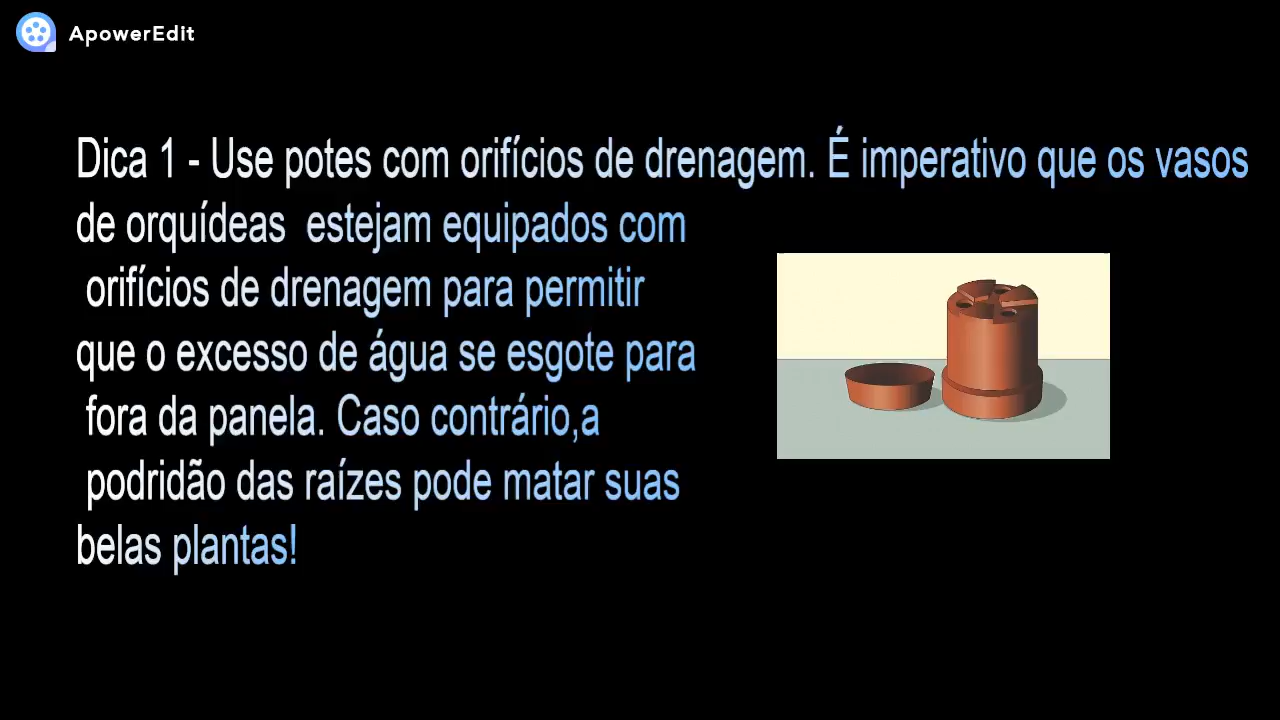 ApowerEdit
Dica 1 - Use potes com orifícios de drenagem. É imperativo que os vasos
de orquídeas estejam equipados com
orifícios de drenagem para permitir
que o excesso de água se esgote para
fora da panela. Caso contrário,a
podridão das raízes pode matar suas
belas plantas!